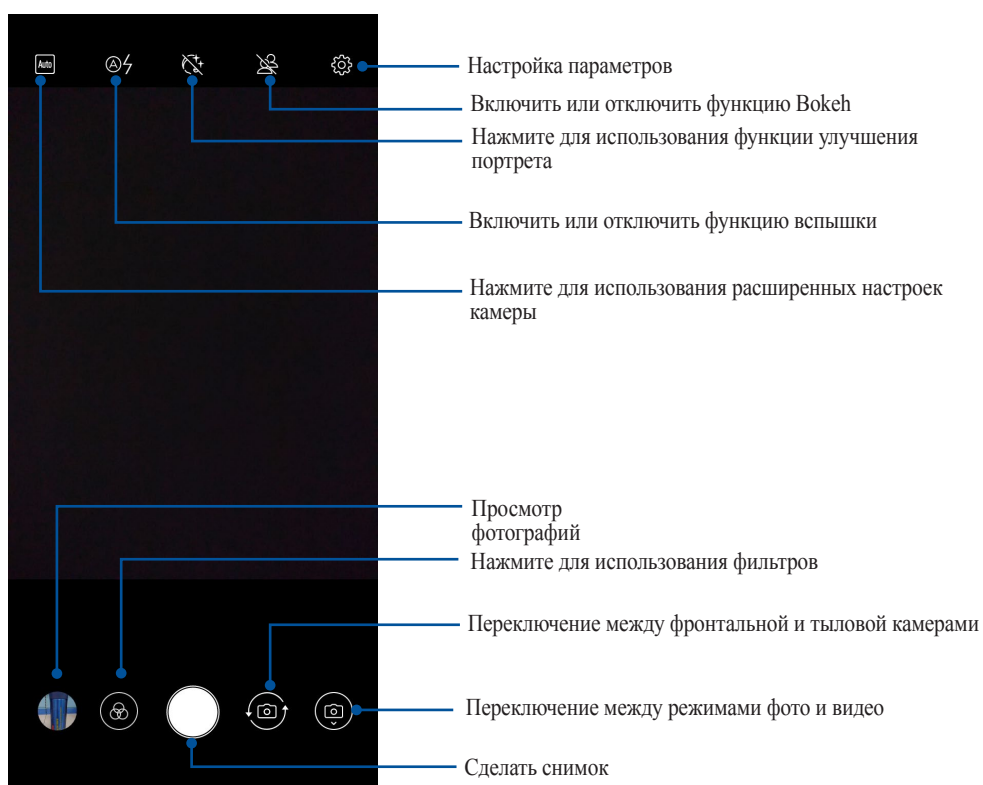 Auto
A
Настройка параметров
Включить или отключить функцию Bokeh
Нажмите для использования функции улучшения
портрета
Включить или отключить функцию вспышки
Нажмите для использования расширенных настроек
камеры
Просмотр
фотографий
Нажмите для использования фильтров
Переключение между фронтальной и тыловой камерами
Переключение между режимами фото и видео
Сделать снимок